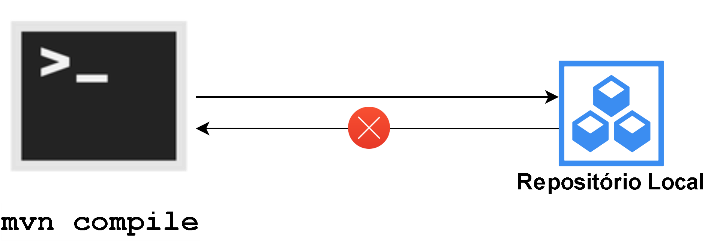 >_
Repositório Local
mvn compile